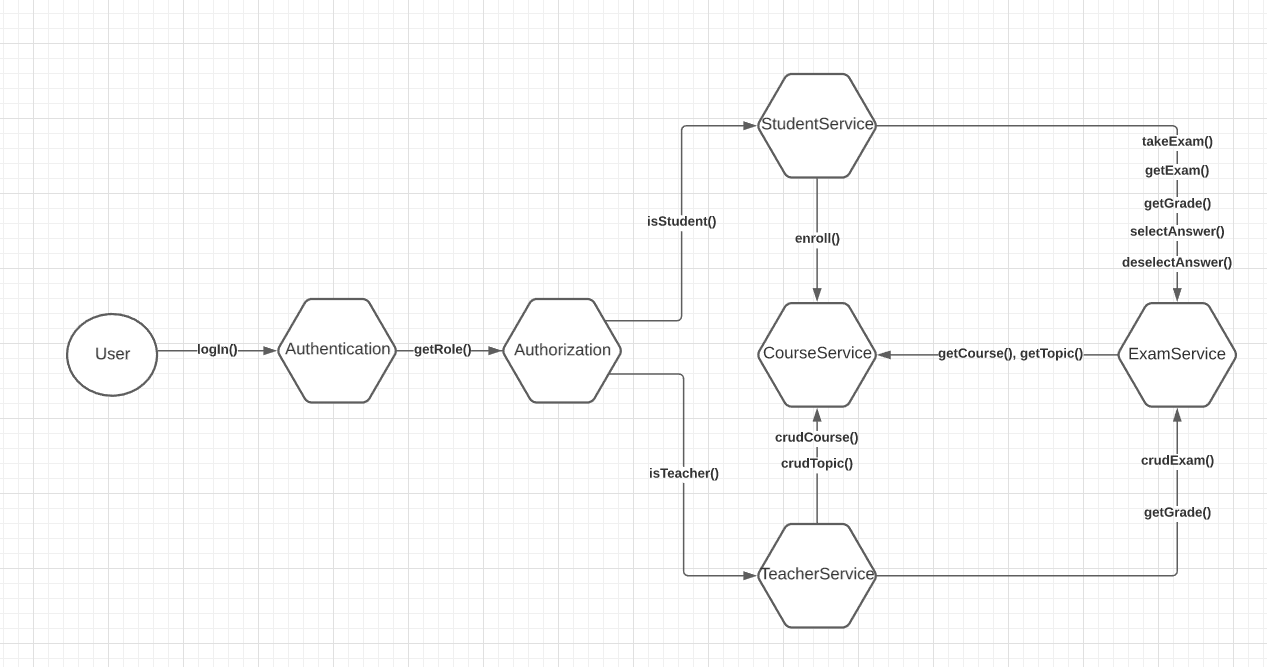 StudentService
takeExam()
getExam()
getGrade()
selectAnswer()
deselectAnswer()
isStudent()
enroll()
User
logIn()
Authentication
getRole()
Authorization
CourseService
getCourse(), getTopic()
ExamService
crudCourse()
crudTopic()
isTeacher()
crudExam()
getGrade()
TeacherService